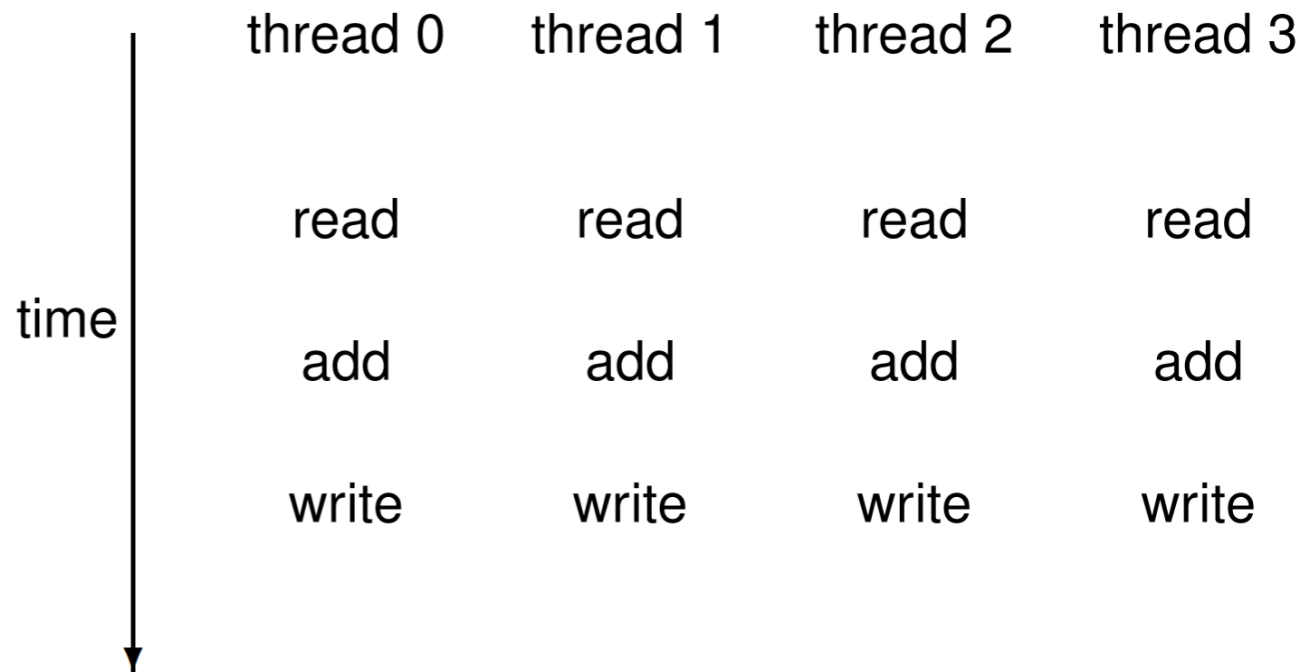 thread 0 thread 1 thread 2 thread 3
read read read read
time
add add add add
write write write write